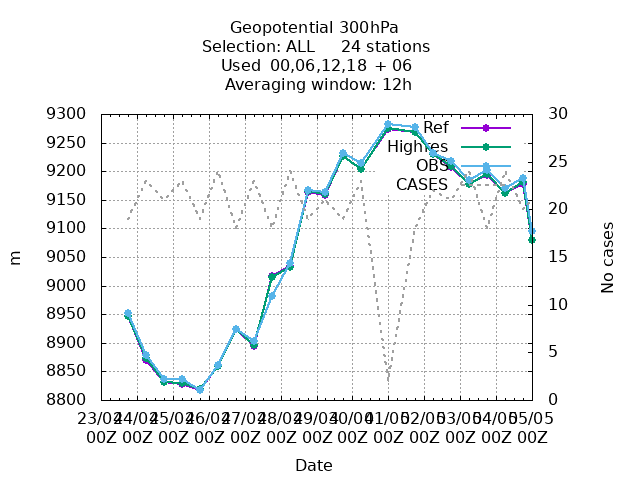 Geopotential 300hPa
Selection: ALL 24 stations
Used 00,06,12,18 + 06
Averaging window: 12h
9300
9250
9200
9150
9100
9050
9000
8950
8900
8850
8800
m
30
25
20
15
10
5
0
No cases
Ref
Highres
OBS
CASES
23/04 24/04 25/04 26/04 27/04 28/04 29/04 30/04 01/05 02/05 03/05 04/05 05/05
00Z 00Z 00Z 00Z 00Z 00Z 00Z 00Z 00Z 00Z 00Z 00Z 00Z
Date